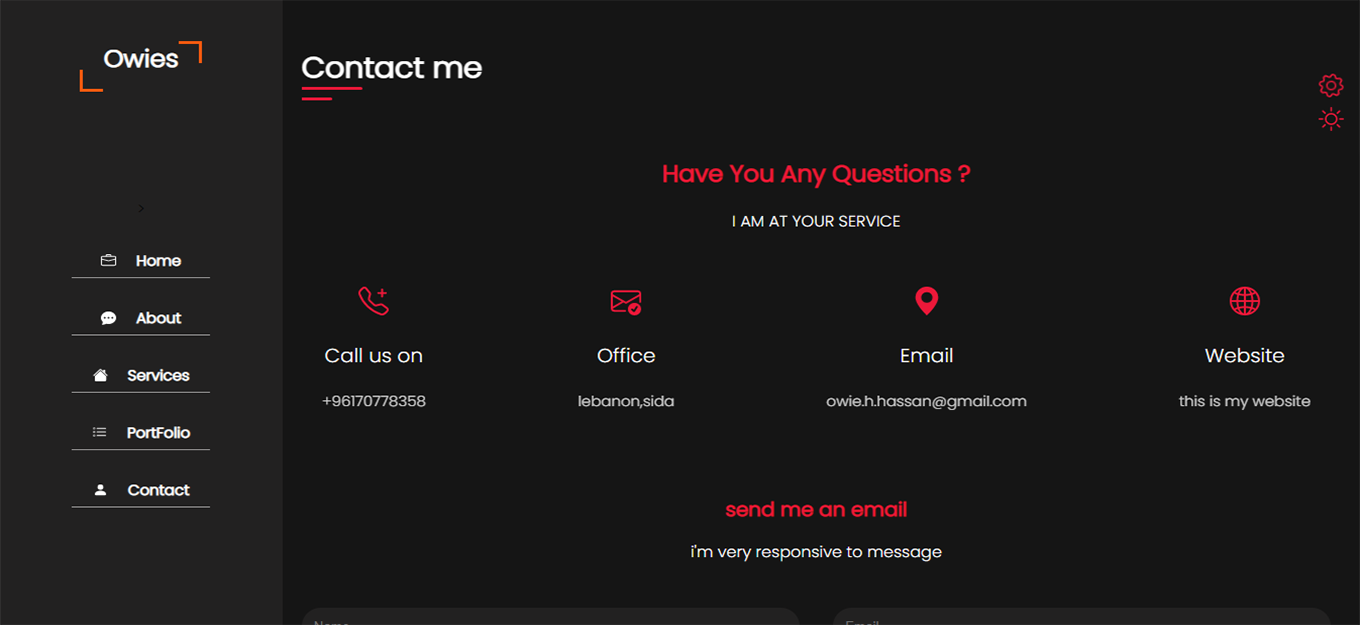 Owies
>
Home
About
Services
PortFolio
Contact
Contact me
Have You Any Questions ?
I AM AT YOUR SERVICE
Call us on
+96170778358
Office
lebanon,sida
Email
owie.h.hassan@gmail.com
Website
this is my website
send me an email
i'm very responsive to message
Name
Email